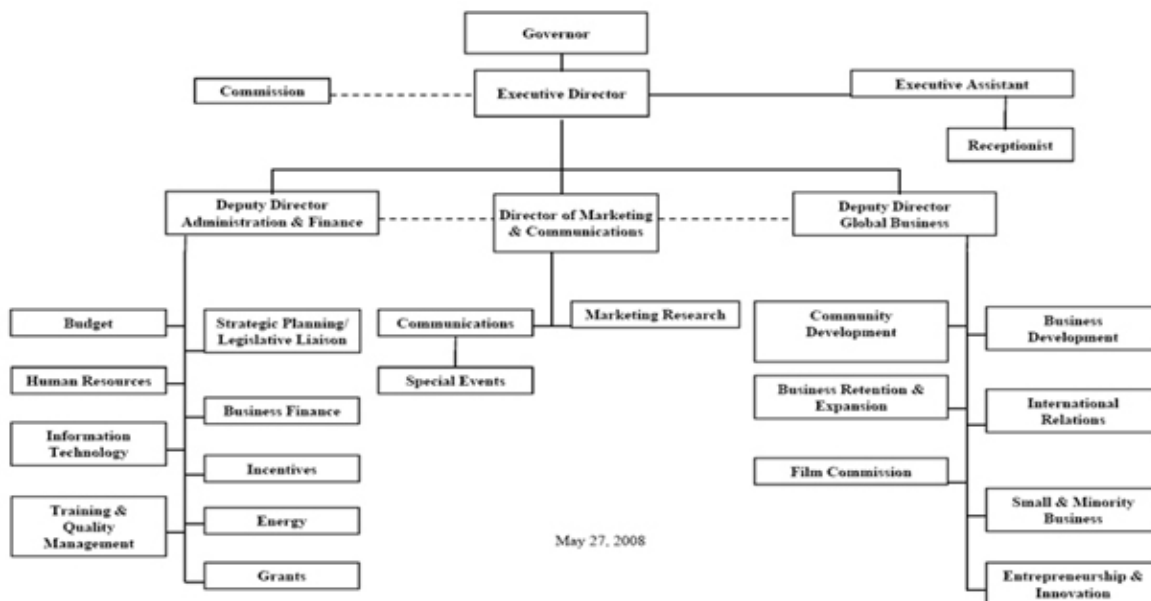 Governor
Commission
Executive Director
Executive Assistant
Receptionist
Deputy Director
Administration & Finance
Director of Marketing
& Communications
Deputy Director
Global Business
Budget
Strategic Planning/
Legislative Liaison
Human Resources
Business Finance
Information
Technology
Incentives
Training &
Quality
Management
Energy
Grants
Communications
Marketing Research
Special Events
Community
Development
Business
Development
Business Retention &
Expansion
International
Relations
Film Commission
Small & Minority
Business
Entrepreneurship &
Innovation
May 27, 2008